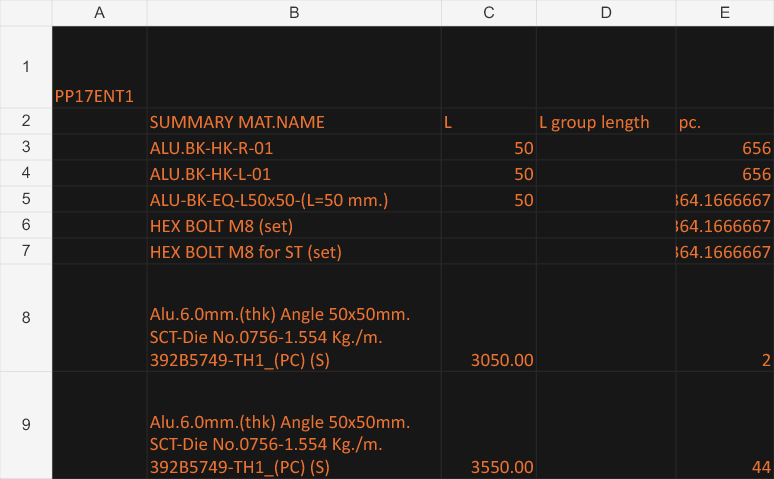 A B C D E
1 PP17ENT1
2 SUMMARY MAT.NAME L L group length pc.
3 ALU.BK-HK-R-01 50 656
4 ALU.BK-HK-L-01 50 656
5 ALU-BK-EQ-L50x50-(L=50 mm.) 50 364.1666667
6 HEX BOLT M8 (set) 364.1666667
7 HEX BOLT M8 for ST (set) 364.1666667
8 Alu.6.0mm.(thk) Angle 50x50mm.
SCT-Die No.0756-1.554 Kg./m.
392B5749-TH1_(PC) (S) 3050.00 2
9 Alu.6.0mm.(thk) Angle 50x50mm.
SCT-Die No.0756-1.554 Kg./m.
392B5749-TH1_(PC) (S) 3550.00 44